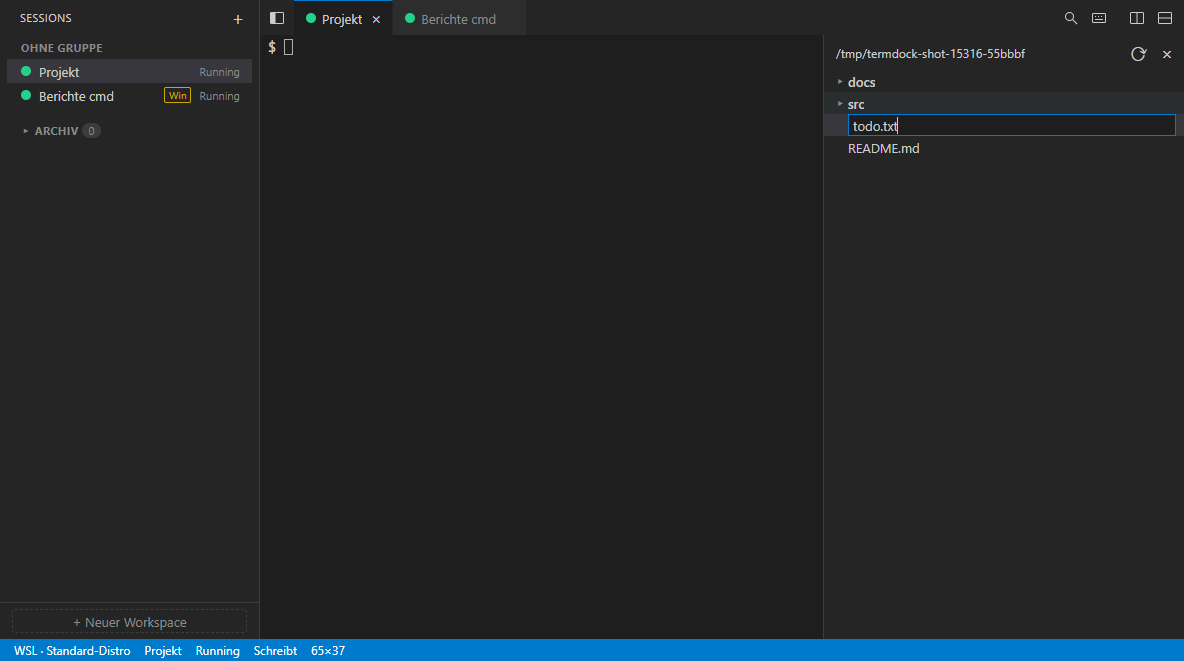 SESSIONS +
OHNE GRUPPE
Projekt Running
Berichte cmd Win Running
ARCHIV 0
+ Neuer Workspace
Projekt ×
Berichte cmd
$
/tmp/termdock-shot-15316-55bbbf ×
docs
src
todo.txt
README.md
WSL · Standard-Distro Projekt Running Schreibt 65×37